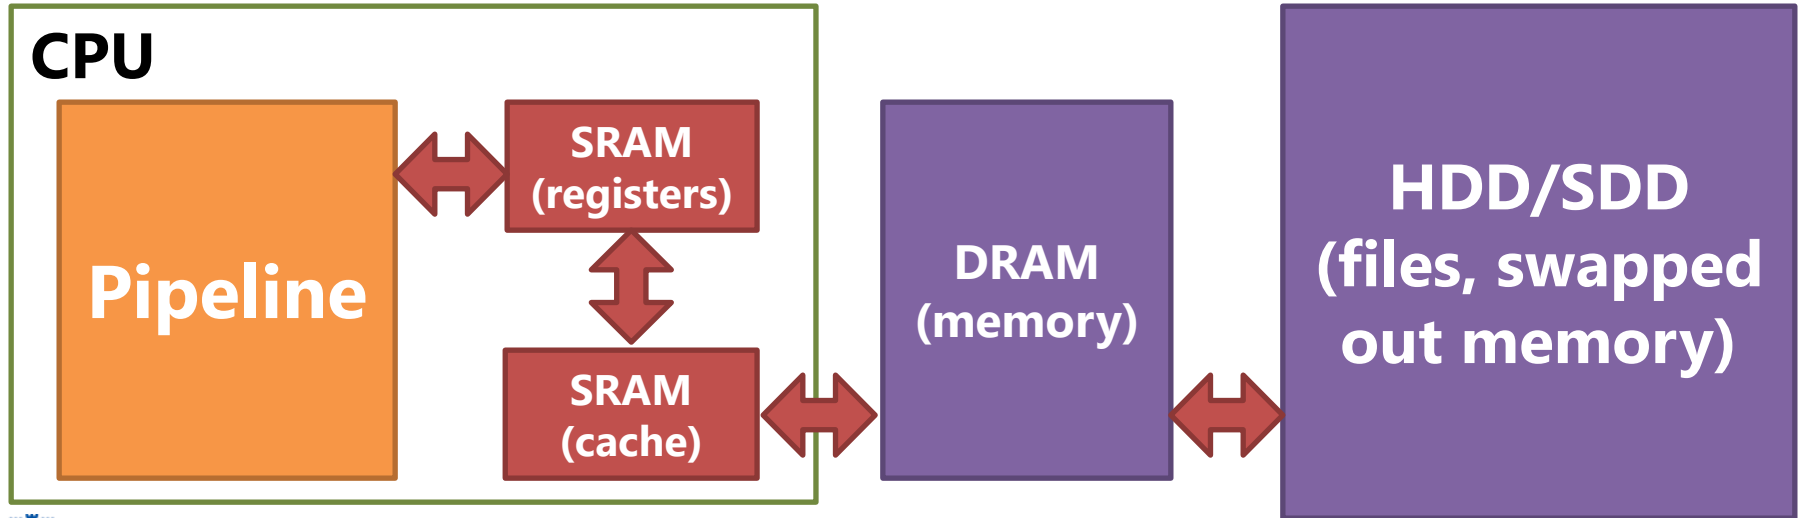 CPU
Pipeline
SRAM
(registers)
SRAM
(cache)
DRAM
(memory)
HDD/SDD
(files, swapped
out memory)